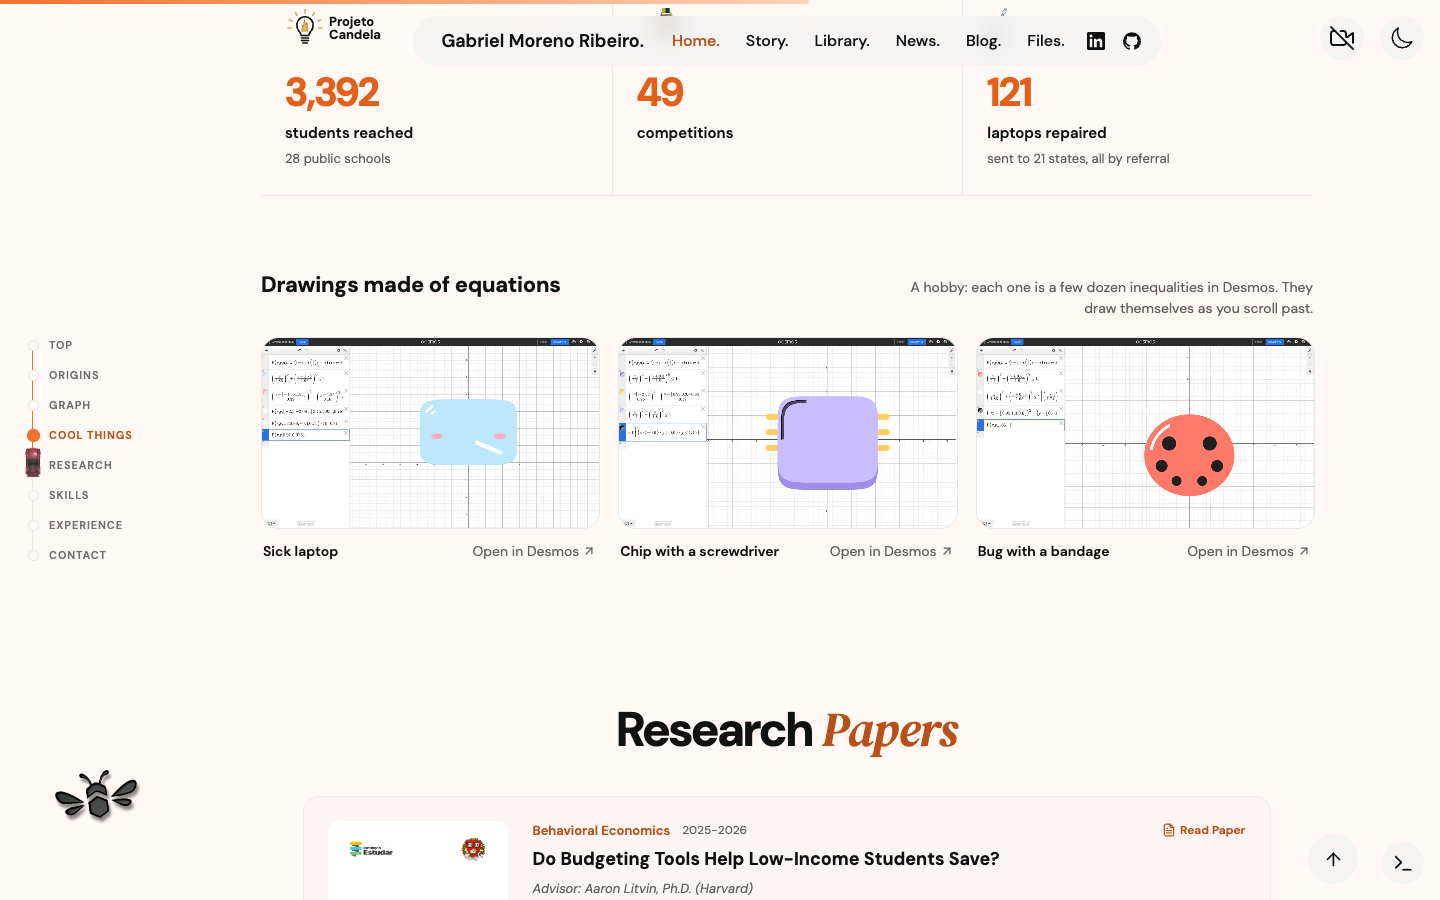 Projeto
Candela
Gabriel Moreno Ribeiro.
Home.
Story.
Library.
News.
Blog.
Files.
3,392
students reached
28 public schools
49
competitions
121
laptops repaired
sent to 21 states, all by referral
Drawings made of equations
A hobby: each one is a few dozen inequalities in Desmos. They
draw themselves as you scroll past.
TOP
ORIGINS
GRAPH
COOL THINGS
RESEARCH
SKILLS
EXPERIENCE
CONTACT
Sick laptop
Open in Desmos
Chip with a screwdriver
Open in Desmos
Bug with a bandage
Open in Desmos
Research Papers
Estudar
Behavioral Economics
2025-2026
Read Paper
Do Budgeting Tools Help Low-Income Students Save?
Advisor: Aaron Litvin, Ph.D. (Harvard)